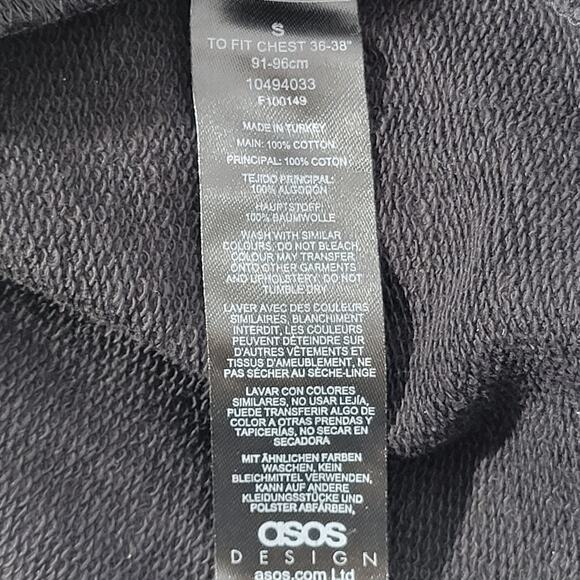 S
TO FIT CHEST 36-38"
91-96cm
10494033
F100149
MADE IN TURKEY
MAIN: 100% COTTON
PRINCIPAL: 100% COTON
TEJIDO PRINCIPAL:
100% ALGODÓN
HAUPTSTOFF:
100% BAUMWOLLE
WASH WITH SIMILAR
COLOURS, DO NOT BLEACH,
COLOUR MAY TRANSFER
ONTO OTHER GARMENTS
AND UPHOLSTERY, DO NOT
TUMBLE DRY
LAVER AVEC DES COULEURS
SIMILAIRES, BLANCHIMENT
INTERDIT, LES COULEURS
PEUVENT DÉTEINDRE SUR
D'AUTRES VÊTEMENTS ET
TISSUS D'AMEUBLEMENT, NE
PAS SÉCHER AU SÈCHE-LINGE
LAVAR CON COLORES
SIMILARES, NO USAR LEJÍA,
PUEDE TRANSFERIR ALGO DE
COLOR A OTRAS PRENDAS Y
TAPICERÍAS, NO SECAR EN
SECADORA
MIT ÄHNLICHEN FARBEN
WASCHEN, KEIN
BLEICHMITTEL VERWENDEN,
KANN AUF ANDERE
KLEIDUNGSSTÜCKE UND
POLSTER ABFÄRBEN,
asos
DESIGN
asos.com Ltd